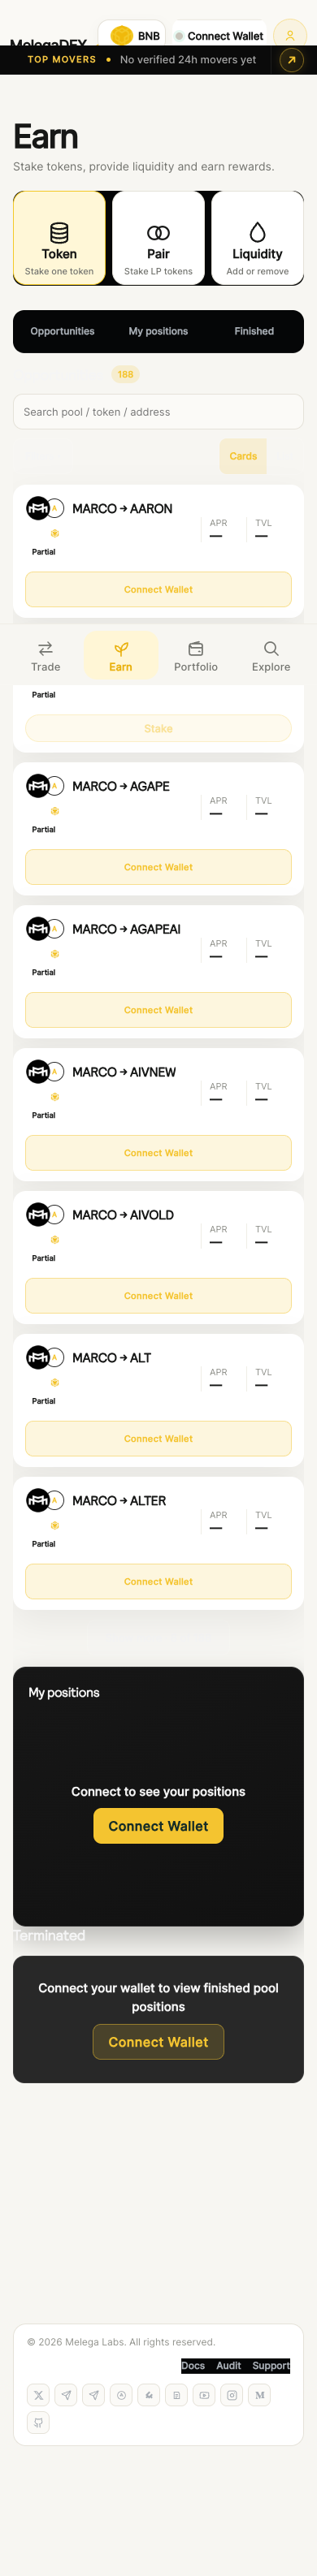 MelegaDEX
BNB
Connect Wallet
TOP MOVERS • No verified 24h movers yet
Earn
Stake tokens, provide liquidity and earn rewards.
Token
Stake one token
Pair
Stake LP tokens
Liquidity
Add or remove
Opportunities
My positions
Finished
188
Search pool / token / address
Cards
MARCO → AARON
APR
—
TVL
—
A
Partial
Connect Wallet
Trade
Earn
Portfolio
Explore
Partial
Stake
MARCO → AGAPE
APR
—
TVL
—
A
Partial
Connect Wallet
MARCO → AGAPEAI
APR
—
TVL
—
A
Partial
Connect Wallet
MARCO → AIVNEW
APR
—
TVL
—
A
Partial
Connect Wallet
MARCO → AIVOLD
APR
—
TVL
—
A
Partial
Connect Wallet
MARCO → ALT
APR
—
TVL
—
A
Partial
Connect Wallet
MARCO → ALTER
APR
—
TVL
—
A
Partial
Connect Wallet
My positions
Connect to see your positions
Connect Wallet
Terminated
Connect your wallet to view finished pool
positions
Connect Wallet
© 2026 Melega Labs. All rights reserved.
Docs Audit Support